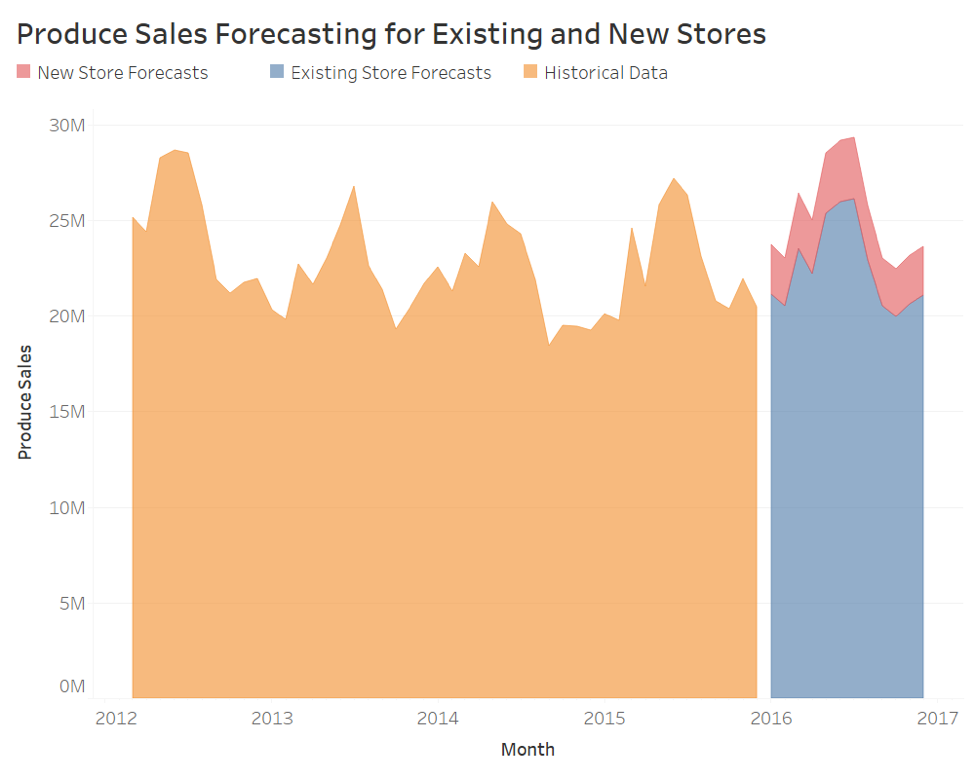 Produce Sales Forecasting for Existing and New Stores
New Store Forecasts Existing Store Forecasts Historical Data
30M
25M
20M
15M
10M
5M
0M
Produce Sales
2012 2013 2014 2015 2016 2017
Month